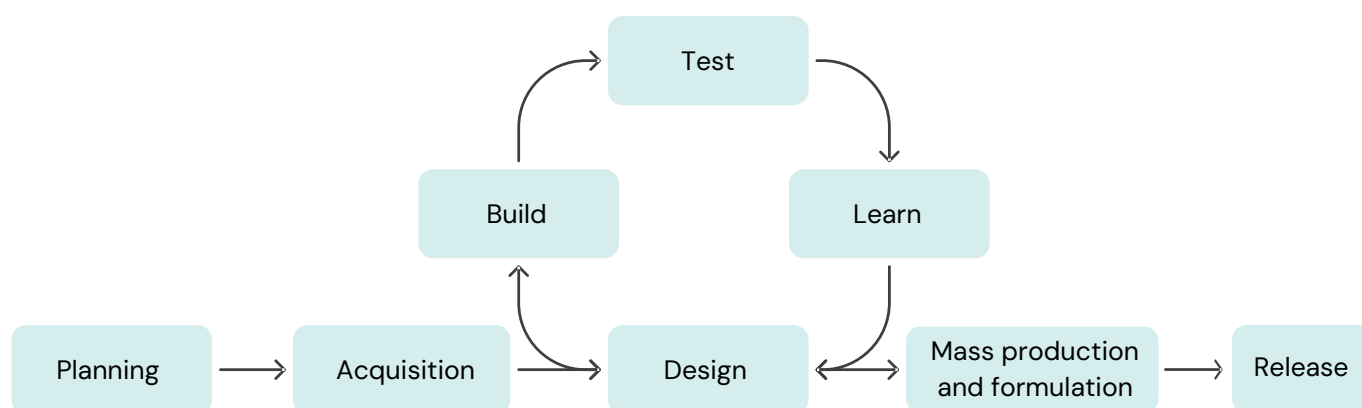 Test
Build
Learn
Planning
Acquisition
Design
Mass production
and formulation
Release